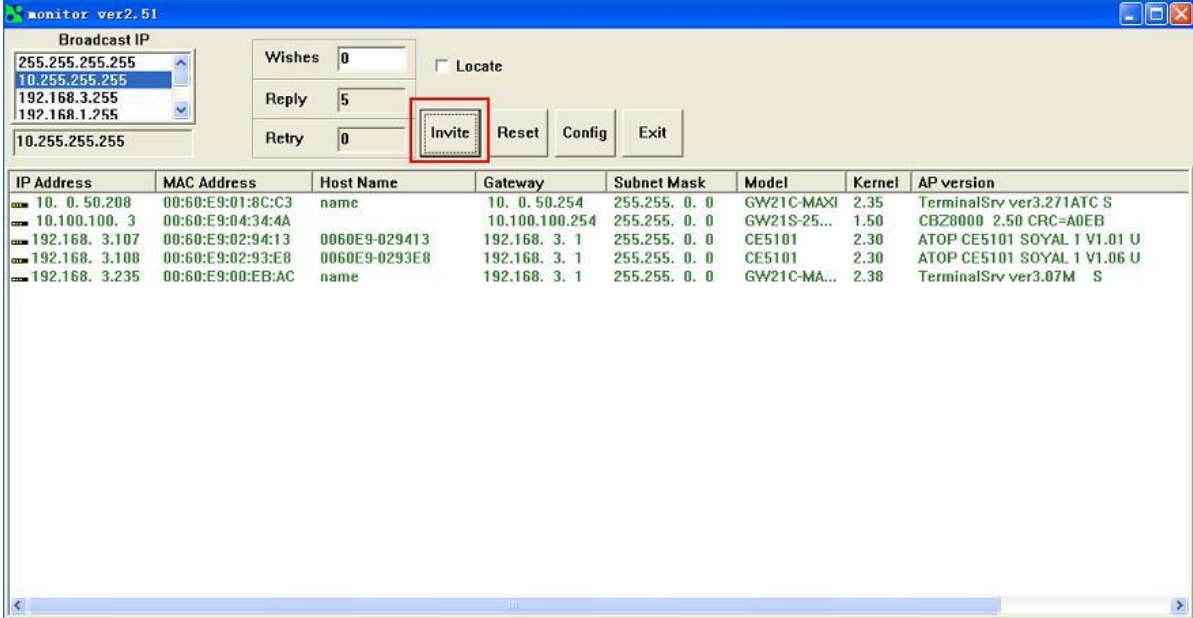 monitor ver2.51
Broadcast IP
255.255.255.255
10.255.255.255
192.168.3.255
192.168.1.255
10.255.255.255
Wishes 0
Reply 5
Retry 0
Locate
Invite Reset Config Exit
IP Address MAC Address Host Name Gateway Subnet Mask Model Kernel AP version
10. 0. 50.208 00:60:E9:01:8C:C3 name 10. 0. 50.254 255.255. 0. 0 GW21C-MAXI 2.35 TerminalSrv ver3.271ATC S
10.100.100. 3 00:60:E9:04:34:4A 10.100.100.254 255.255. 0. 0 GW21S-25... 1.50 CBZ8000 2.50 CRC=A0EB
192.168. 3.107 00:60:E9:02:94:13 0060E9-029413 192.168. 3. 1 255.255. 0. 0 CE5101 2.30 ATOP CE5101 SOYAL 1 V1.01 U
192.168. 3.108 00:60:E9:02:93:E8 0060E9-0293E8 192.168. 3. 1 255.255. 0. 0 CE5101 2.30 ATOP CE5101 SOYAL 1 V1.06 U
192.168. 3.235 00:60:E9:00:EB:AC name 192.168. 3. 1 255.255. 0. 0 GW21C-MA... 2.38 TerminalSrv ver3.07M S